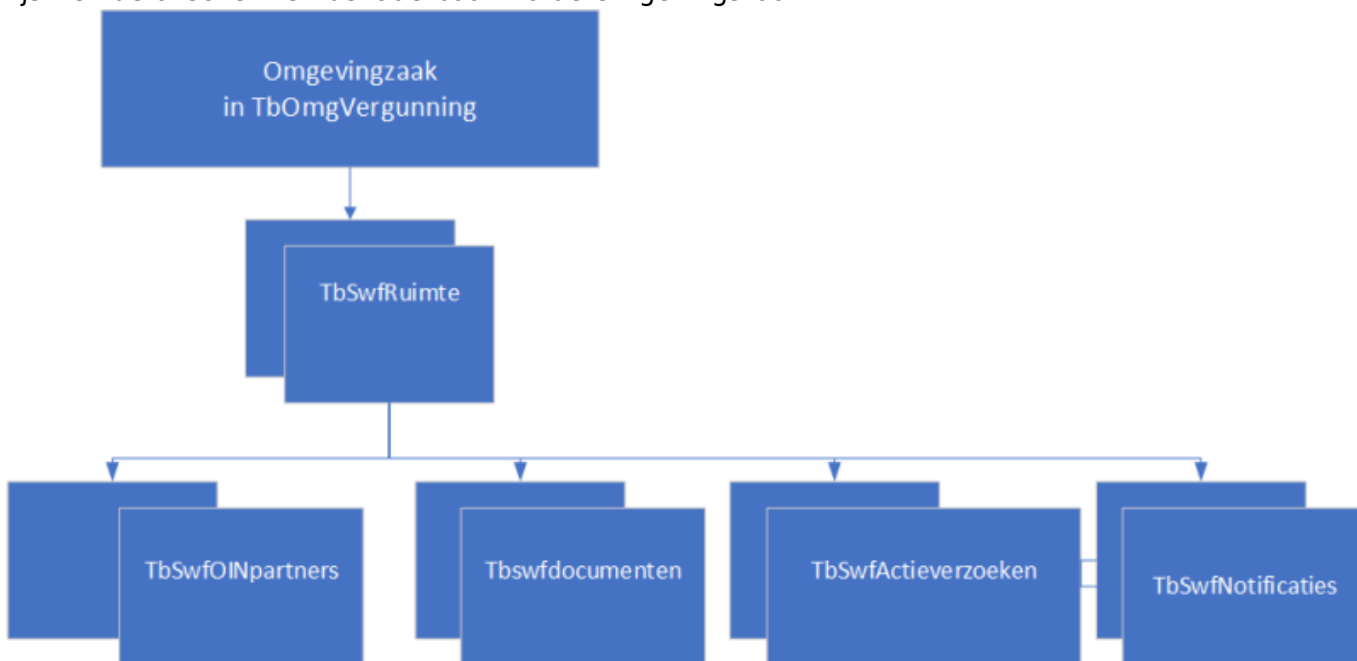 Omgevingzaak
in TbOmgVergunning
TbSwfRuimte
TbSwfOINpartners
Tbswfdocumenten
TbSwfActieverzoeken
TbSwfNotificaties